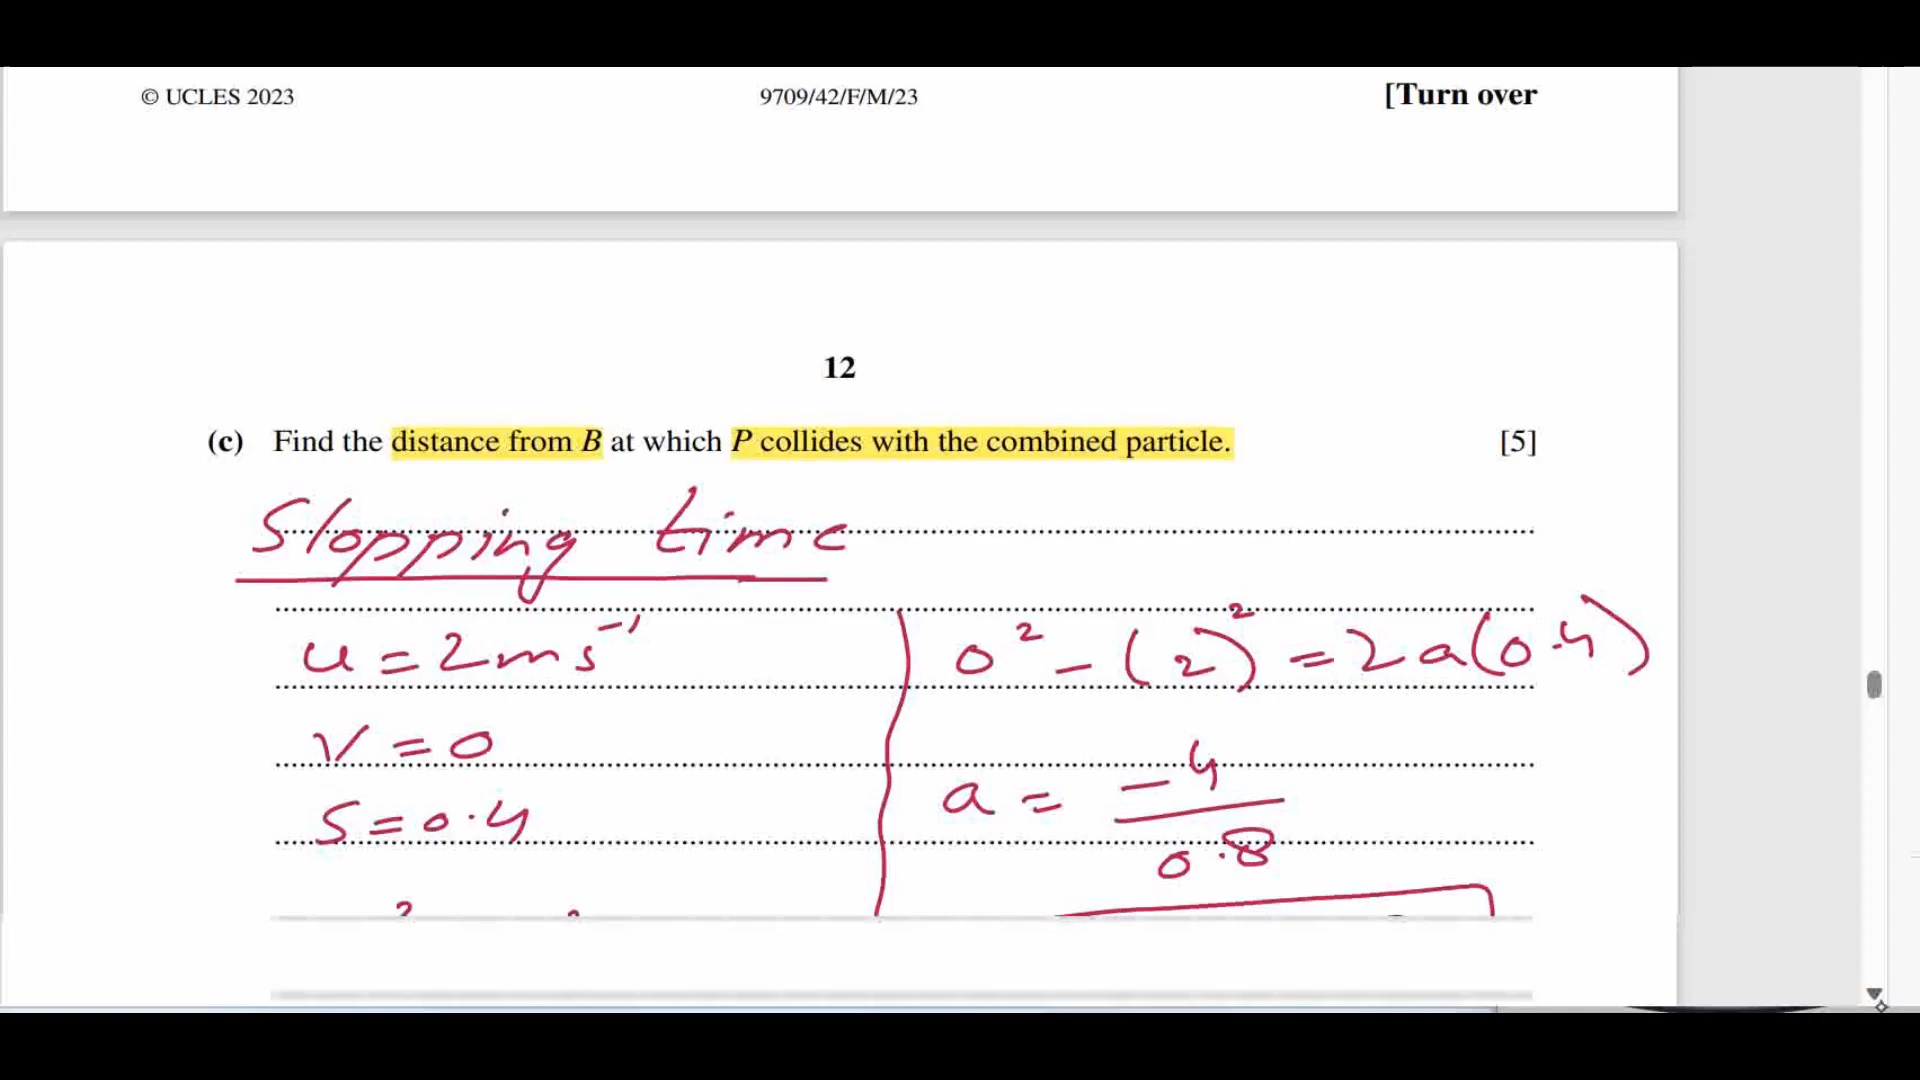 © UCLES 2023 9709/42/F/M/23 [Turn over
12
(c) Find the distance from B at which P collides with the combined particle. [5]
Stopping time
u = 2ms⁻¹
0² - (2)² = 2a(0.4)
v = 0
a = -4/0.8
s = 0.4